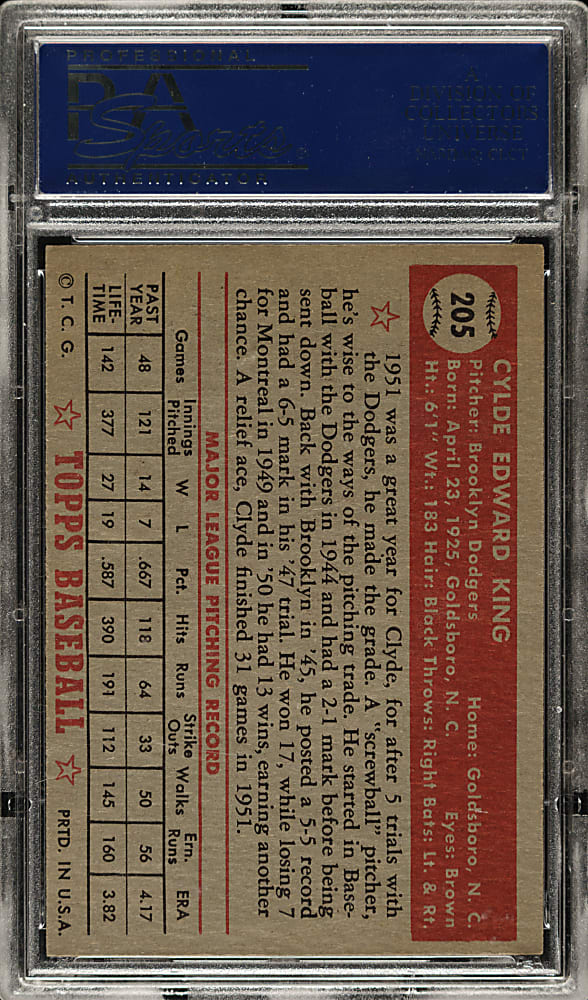 PROFESSIONAL
PSA
Sports
AUTHENTICATOR
A
DIVISION OF
COLLECTORS
UNIVERSE
205
CYLDE EDWARD KING
Pitcher: Brooklyn Dodgers Home: Goldsboro, N. C.
Born: April 23, 1925, Goldsboro, N. C. Eyes: Brown
Ht.: 6'1" Wt.: 183 Hair: Black Throws: Right Bats: Lt. & Rt.
1951 was a great year for Clyde, for after 5 trials with
the Dodgers, he made the grade. A "screwball" pitcher,
he's wise to the ways of the pitching trade. He started in Base-
ball with the Dodgers in 1944 and had a 2-1 mark before being
sent down. Back with Brooklyn in '45, he posted a 5-5 record
and had a 6-5 mark in his '47 trial. He won 17, while losing 7
for Montreal in 1949 and in '50 he had 13 wins, earning another
chance. A relief ace, Clyde finished 31 games in 1951.
MAJOR LEAGUE PITCHING RECORD
Games Innings Pitched W L Pct. Hits Runs Strike Outs Walks Ern. Runs ERA
PAST YEAR 48 121 14 7 .667 118 64 33 50 56 4.17
LIFE-TIME 142 377 27 19 .587 390 191 112 145 160 3.82
© T. C. G. TOPPS BASEBALL PRTD. IN U.S.A.